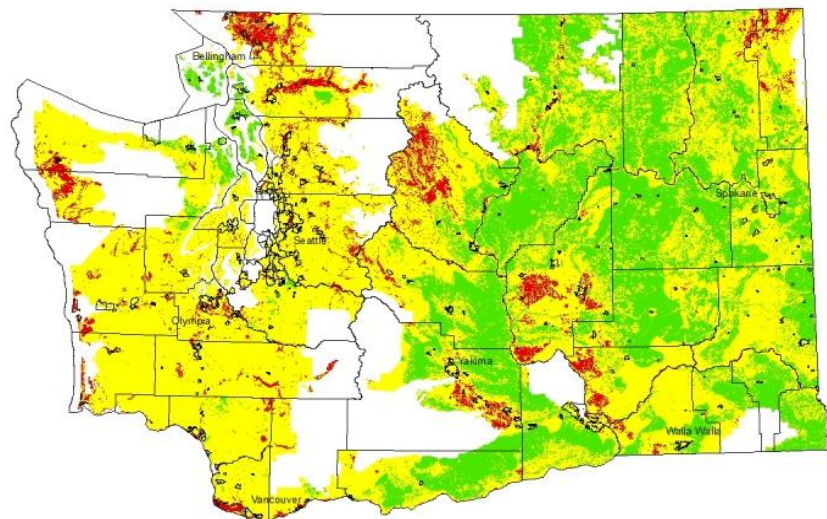 Bellingham
Spokane
Seattle
Olympia
Yakima
Walla Walla
Vancouver